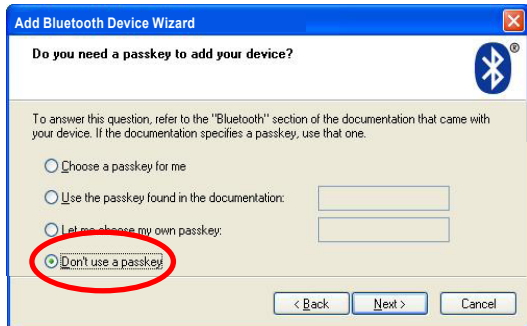 Add Bluetooth Device Wizard
Do you need a passkey to add your device?
®
To answer this question, refer to the "Bluetooth" section of the documentation that came with
your device. If the documentation specifies a passkey, use that one.
Choose a passkey for me
Use the passkey found in the documentation:
Let me choose my own passkey:
Don't use a passkey
< Back
Next >
Cancel